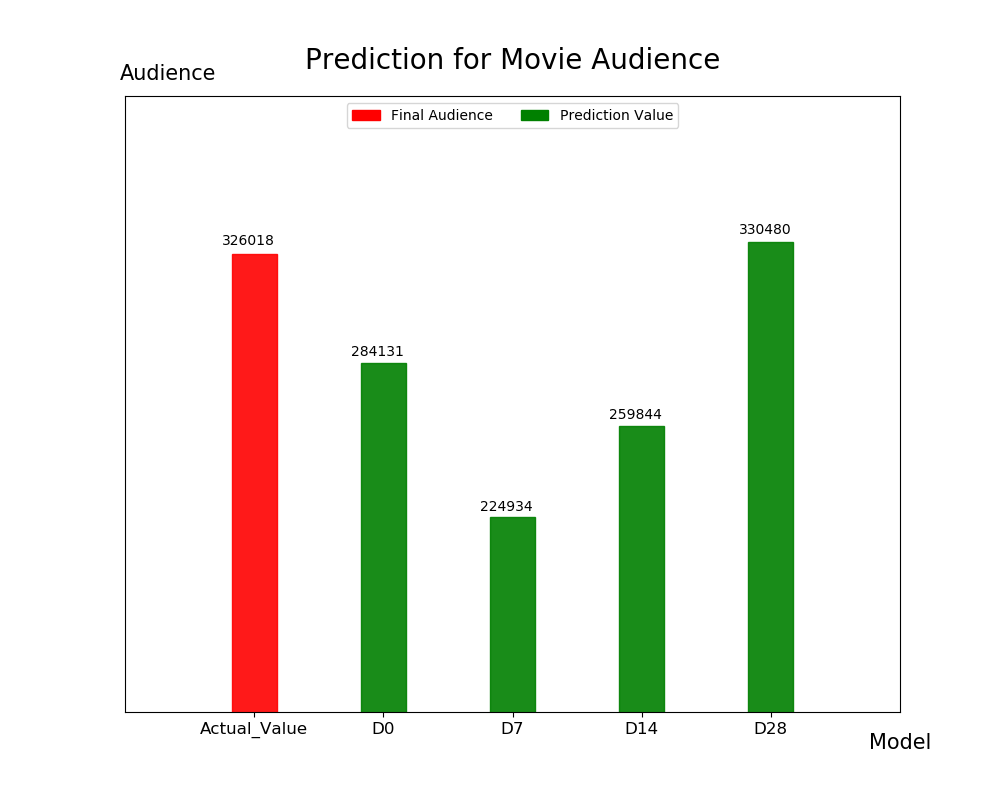 Prediction for Movie Audience
Audience
Final Audience Prediction Value
326018
284131
224934
259844
330480
Actual_Value D0 D7 D14 D28
Model